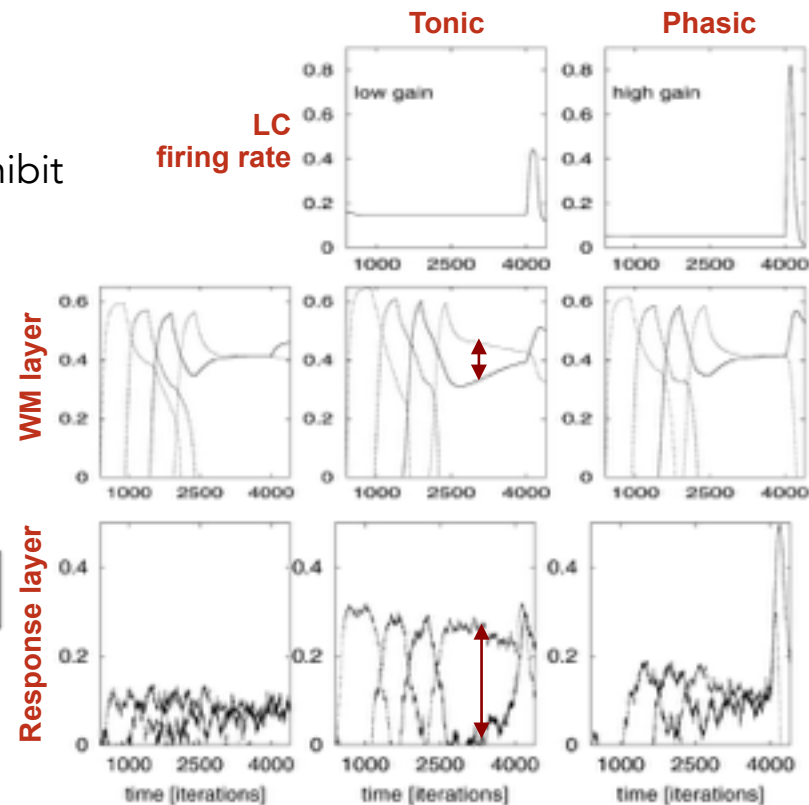 Tonic Phasic
LC
firing rate
hibit
0.8 0.8
low gain high gain
0.6 0.6
0.4 0.4
0.2 0.2
0 0
1000 2500 4000 1000 2500 4000
WM layer
0.6 0.6 0.6
0.4 0.4 0.4
0.2 0.2 0.2
0 0 0
1000 2500 4000 1000 2500 4000 1000 2500 4000
Response layer
0.4 0.4 0.4
0.2 0.2 0.2
0 0 0
1000 2500 4000 1000 2500 4000 1000 2500 4000
time [iterations] time [iterations] time [iterations]